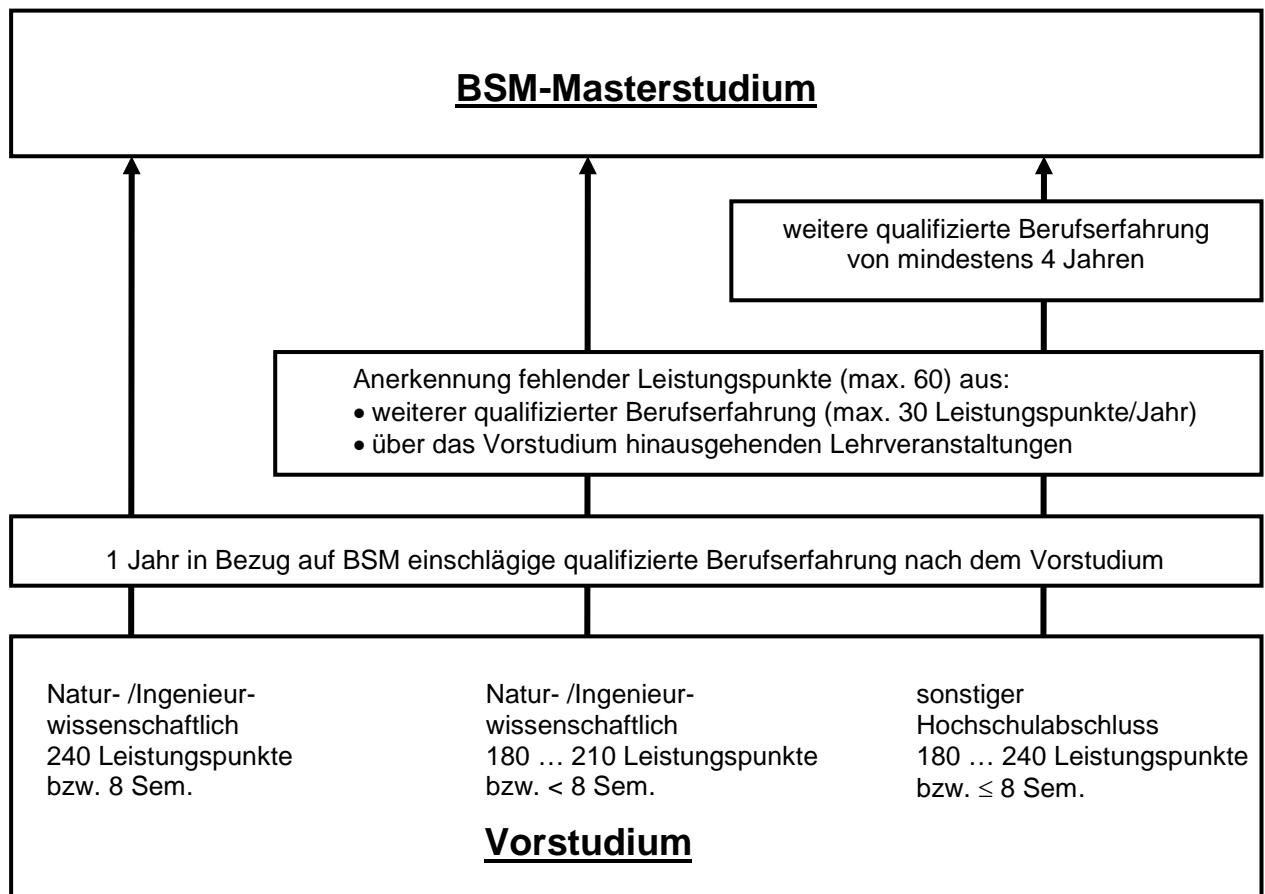 BSM-Masterstudium
weitere qualifizierte Berufserfahrung
von mindestens 4 Jahren
Anerkennung fehlender Leistungspunkte (max. 60) aus:
• weiterer qualifizierter Berufserfahrung (max. 30 Leistungspunkte/Jahr)
• über das Vorstudium hinausgehenden Lehrveranstaltungen
1 Jahr in Bezug auf BSM einschlägige qualifizierte Berufserfahrung nach dem Vorstudium
Natur- /Ingenieur-
wissenschaftlich
240 Leistungspunkte
bzw. 8 Sem.
Natur- /Ingenieur-
wissenschaftlich
180 … 210 Leistungspunkte
bzw. < 8 Sem.
sonstiger
Hochschulabschluss
180 … 240 Leistungspunkte
bzw. ≤ 8 Sem.
Vorstudium